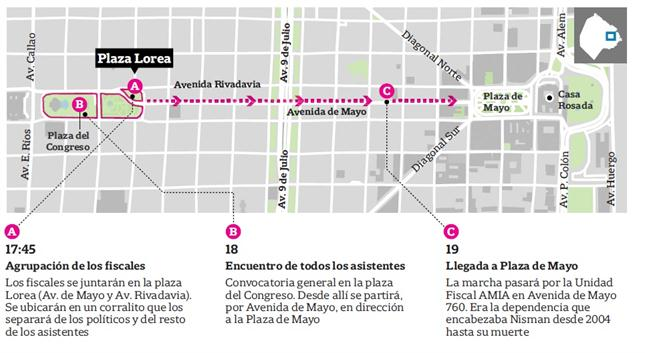 Plaza Lorea
Av. Callao
Av. 9 de Julio
Diagonal Norte
Av. Alem
A
Avenida Rivadavia
C
B
Plaza de
Mayo
Casa
Rosada
Avenida de Mayo
Plaza del
Congreso
Av. E. Ríos
Av. 9 de Julio
Diagonal Sur
Av. P. Colón
Av. Huergo
A
17:45
Agrupación de los fiscales
Los fiscales se juntarán en la plaza
Lorea (Av. de Mayo y Av. Rivadavia).
Se ubicarán en un corralito que los
separará de los políticos y del resto
de los asistentes
B
18
Encuentro de todos los asistentes
Convocatoria general en la plaza
del Congreso. Desde allí se partirá,
por Avenida de Mayo, en dirección
a la Plaza de Mayo
C
19
Llegada a Plaza de Mayo
La marcha pasará por la Unidad
Fiscal AMIA en Avenida de Mayo
760. Era la dependencia que
encabezaba Nisman desde 2004
hasta su muerte